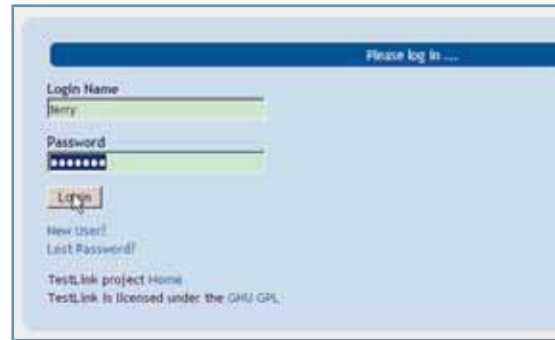 Please log in ...
Login Name
Password
●●●●●●●
Login
New User?
Lost Password?
TestLink project Home
TestLink is licensed under the GNU GPL